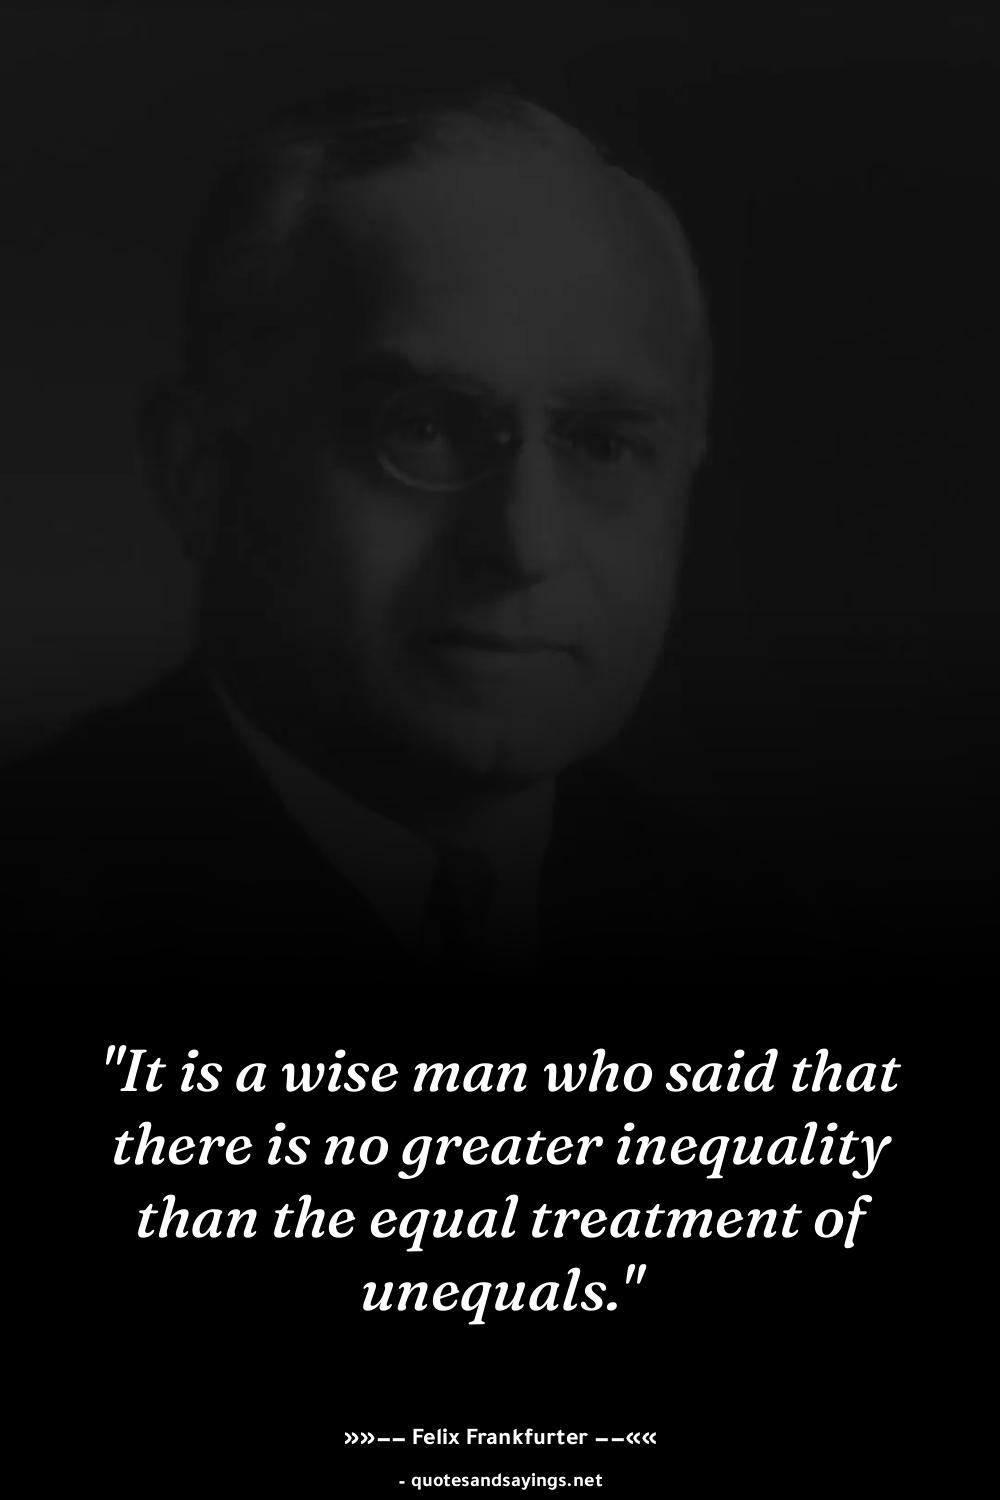 "It is a wise man who said that
there is no greater inequality
than the equal treatment of
unequals."
»»−− Felix Frankfurter −−««
- quotesandsayings.net